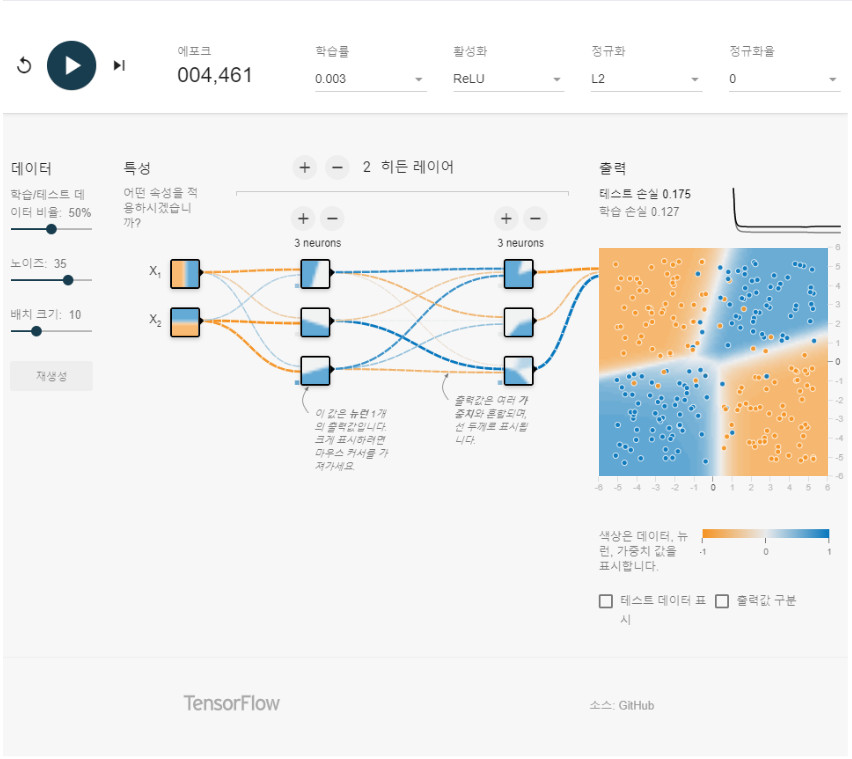 에포크
004,461
학습률
0.003
활성화
ReLU
정규화
L2
정규화율
0
데이터
학습/테스트 데
이터 비율: 50%
노이즈: 35
배치 크기: 10
재생성
특성
어떤 속성을 적
용하시겠습니
까?
X1
X2
+ − 2 히든 레이어
+ −
3 neurons
+ −
3 neurons
이 값은 뉴런 1개
의 출력값입니다.
크게 표시하려면
마우스 커서를 가
져가세요.
출력값은 여러 가
중치와 혼합되며,
선 두께로 표시됩
니다.
출력
테스트 손실 0.175
학습 손실 0.127
6
5
4
3
2
1
0
-1
-2
-3
-4
-5
-6
-6 -5 -4 -3 -2 -1 0 1 2 3 4 5 6
색상은 데이터, 뉴
런, 가중치 값을
표시합니다.
-1 0 1
테스트 데이터 표
시
출력값 구분
TensorFlow
소스: GitHub